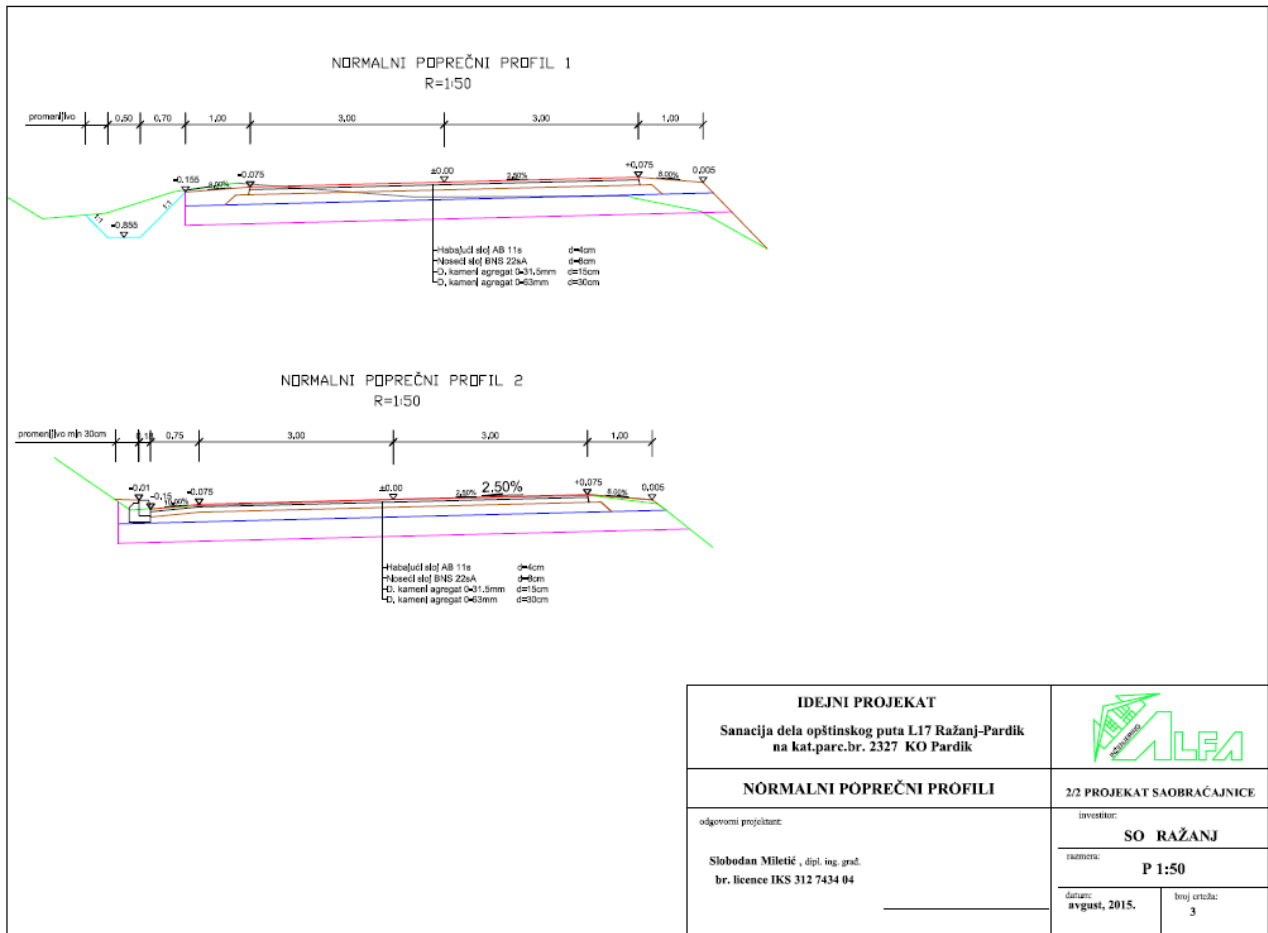 NORMALNI POPREČNI PROFIL 1
R=1:50
promenljivo 0,50 0,70 1,00 3,00 3,00 1,00
-0.155 8,00% -0.075 ±0.00 2,50% +0,075 8,00% 0,005
1:1 1:1
-0.855
Habajući sloj AB 11s d=4cm
Noseći sloj BNS 22sA d=8cm
D. kameni agregat 0-31.5mm d=15cm
D. kameni agregat 0-63mm d=30cm
NORMALNI POPREČNI PROFIL 2
R=1:50
promenljivo min 30cm 0,75 3,00 3,00 1,00
-0.01 -0.15 10,00% -0.075 ±0.00 2,50% 2,50% +0,075 8,00% 0,005
Habajući sloj AB 11s d=4cm
Noseći sloj BNS 22sA d=8cm
D. kameni agregat 0-31.5mm d=15cm
D. kameni agregat 0-63mm d=30cm
IDEJNI PROJEKAT
Sanacija dela opštinskog puta L17 Ražanj-Pardik
na kat.parc.br. 2327 KO Pardik
INŽENJERING ALFA
NORMALNI POPREČNI PROFILI
2/2 PROJEKAT SAOBRAĆAJNICE
odgovorni projektant:
Slobodan Miletić , dipl. ing. građ.
br. licence IKS 312 7434 04
investitor:
SO RAŽANJ
razmera:
P 1:50
datum:
avgust, 2015.
broj crteža:
3